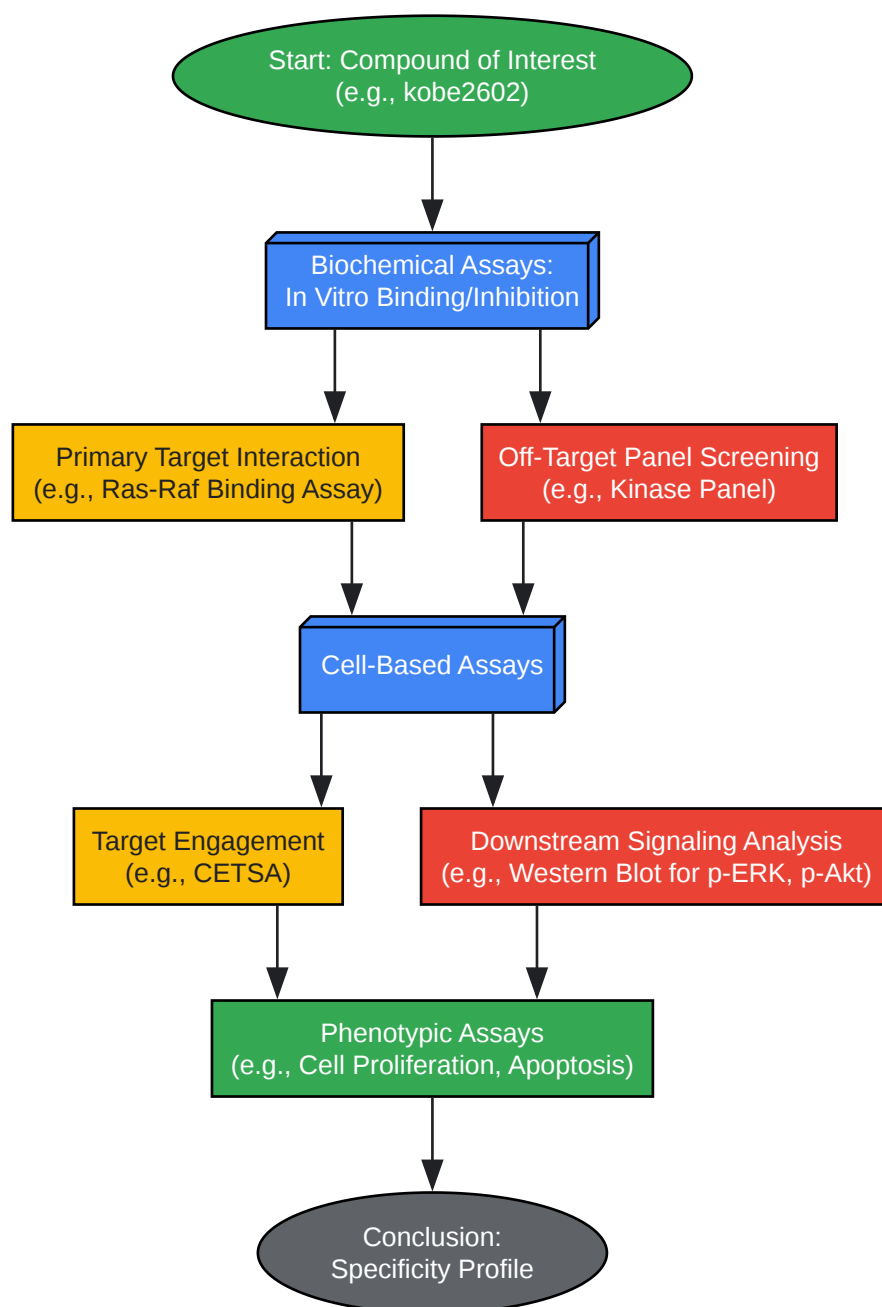 Start: Compound of Interest
(e.g., kobe2602)
Biochemical Assays:
In Vitro Binding/Inhibition
Primary Target Interaction
(e.g., Ras-Raf Binding Assay)
Off-Target Panel Screening
(e.g., Kinase Panel)
Cell-Based Assays
Target Engagement
(e.g., CETSA)
Downstream Signaling Analysis
(e.g., Western Blot for p-ERK, p-Akt)
Phenotypic Assays
(e.g., Cell Proliferation, Apoptosis)
Conclusion:
Specificity Profile